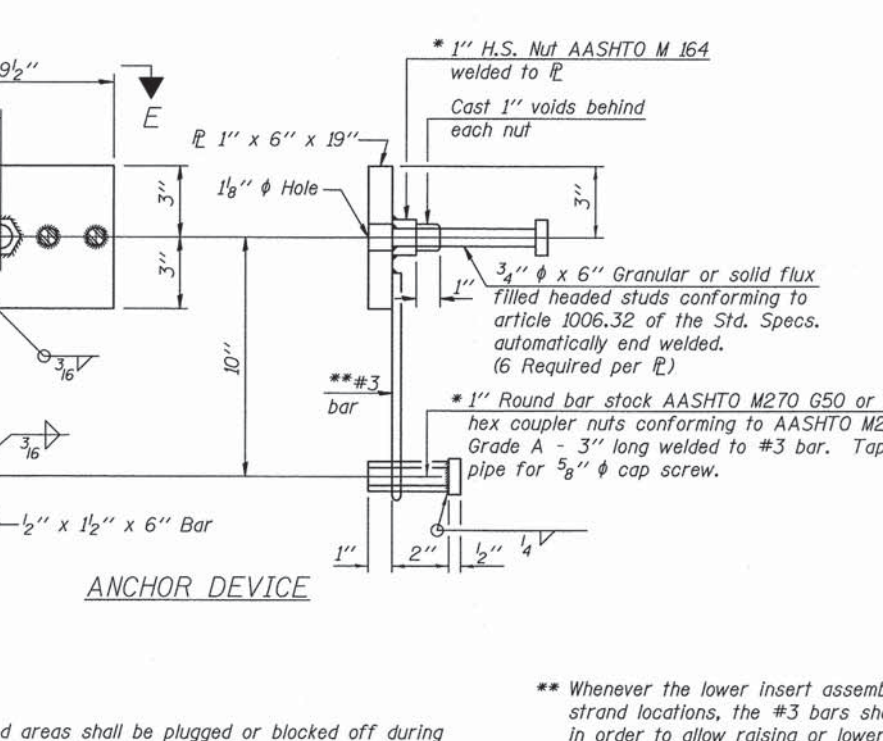 * 1" H.S. Nut AASHTO M 164
welded to ℄
9½"
E
Cast 1" voids behind
each nut
℄ 1" x 6" x 19"
1⅛" ϕ Hole
3"
3"
3"
1"
¾" ϕ x 6" Granular or solid flux
filled headed studs conforming to
article 1006.32 of the Std. Specs.
automatically end welded.
(6 Required per ℄)
3/16
10"
**#3
bar
* 1" Round bar stock AASHTO M270 G50 or
hex coupler nuts conforming to AASHTO M2
Grade A - 3" long welded to #3 bar. Tap
pipe for ⅝" ϕ cap screw.
3/16
½" x 1½" x 6" Bar
1"
2"
½"
1/4
ANCHOR DEVICE
** Whenever the lower insert assemb
strand locations, the #3 bars sh
in order to allow raising or lower
d areas shall be plugged or blocked off during